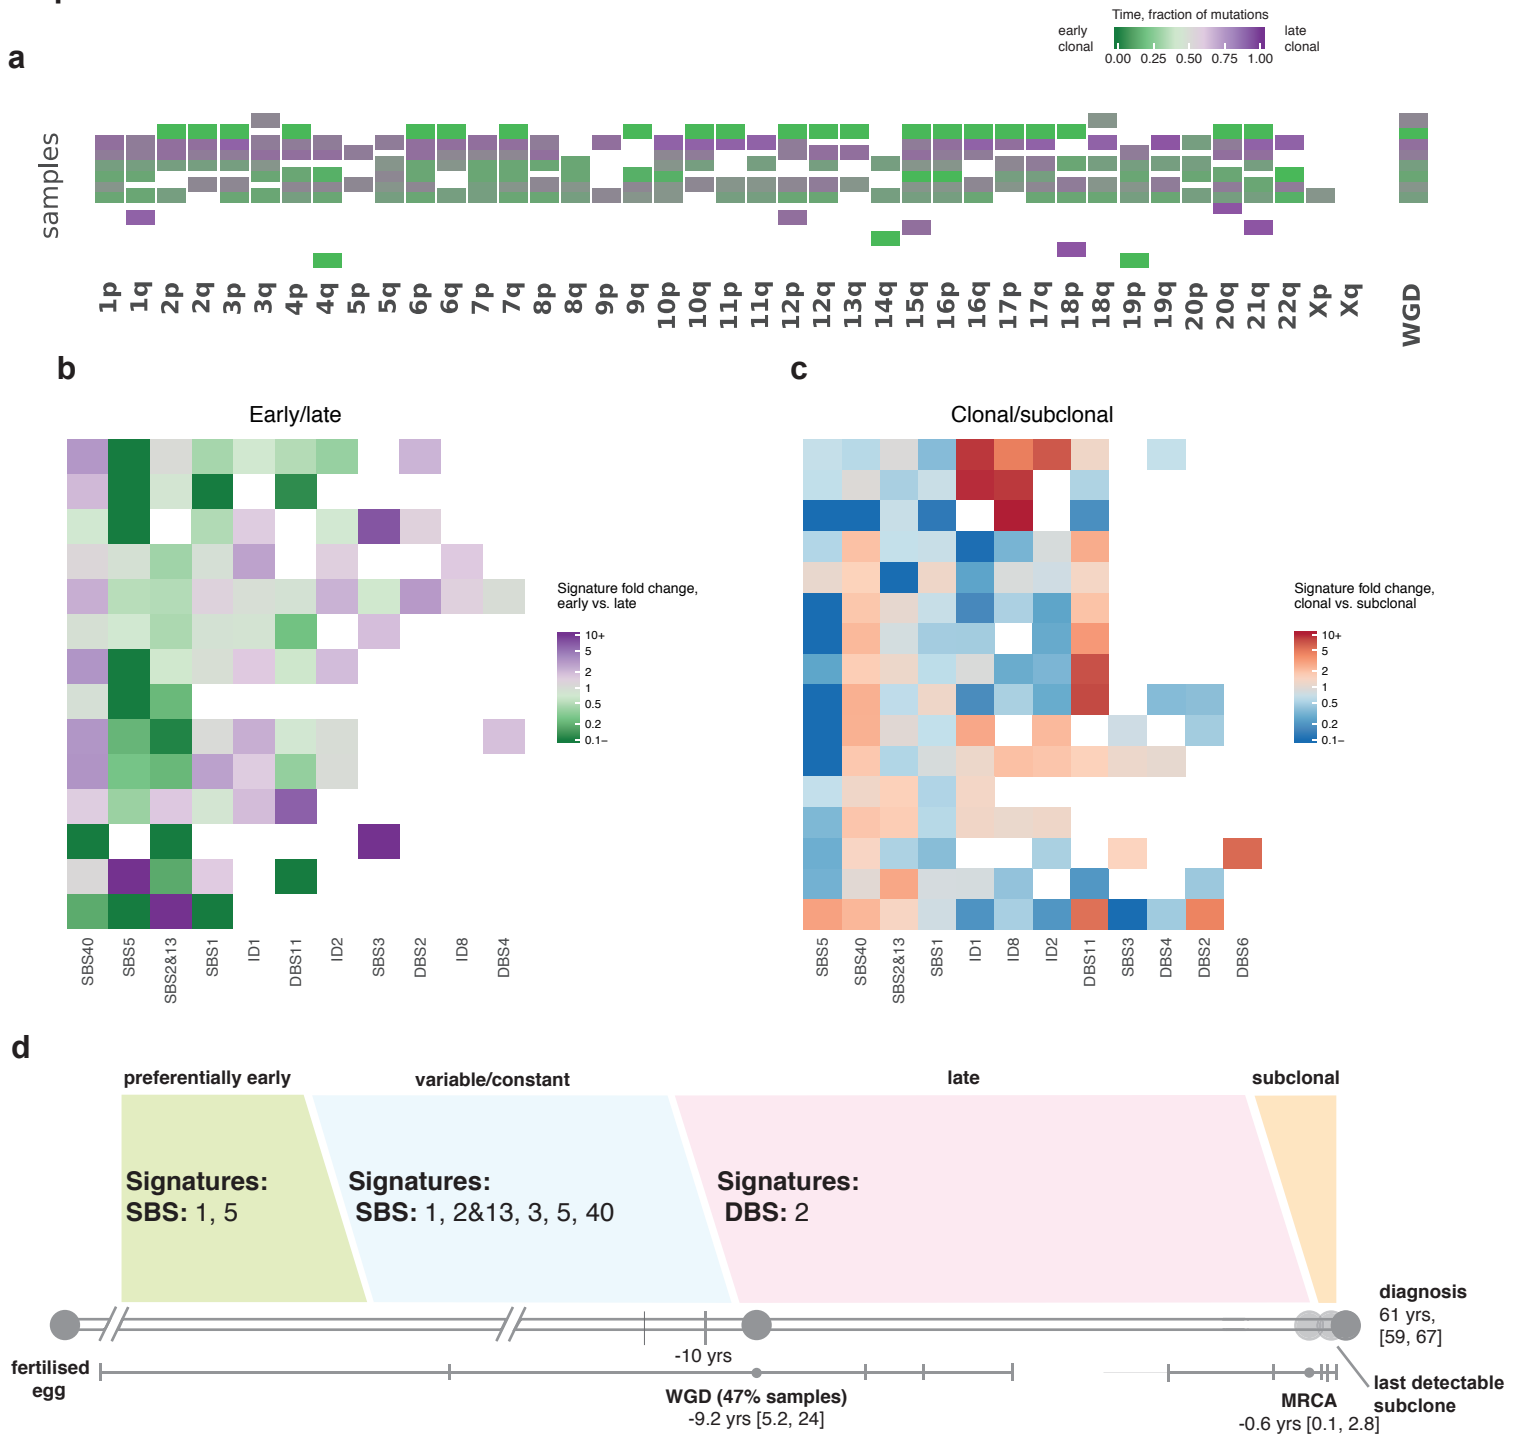 a
Time, fraction of mutations
early
clonal
late
clonal
0.00 0.25 0.50 0.75 1.00
samples
1p 1q 2p 2q 3p 3q 4p 4q 5p 5q 6p 6q 7p 7q 8p 8q 9p 9q 10p 10q 11p 11q 12p 12q 13q 14q 15q 16p 16q 17p 17q 18p 18q 19p 19q 20p 20q 21q 22q Xp Xq WGD
b
Early/late
Signature fold change,
early vs. late
10+
5
2
1
0.5
0.2
0.1−
SBS40 SBS5 SBS2&13 SBS1 ID1 DBS11 ID2 SBS3 DBS2 ID8 DBS4
c
Clonal/subclonal
Signature fold change,
clonal vs. subclonal
10+
5
2
1
0.5
0.2
0.1−
SBS5 SBS40 SBS2&13 SBS1 ID1 ID8 ID2 DBS11 SBS3 DBS4 DBS2 DBS6
d
preferentially early
variable/constant
late
subclonal
Signatures:
SBS: 1, 5
Signatures:
SBS: 1, 2&13, 3, 5, 40
Signatures:
DBS: 2
diagnosis
61 yrs,
[59, 67]
-10 yrs
fertilised
egg
WGD (47% samples)
-9.2 yrs [5.2, 24]
MRCA
-0.6 yrs [0.1, 2.8]
last detectable
subclone